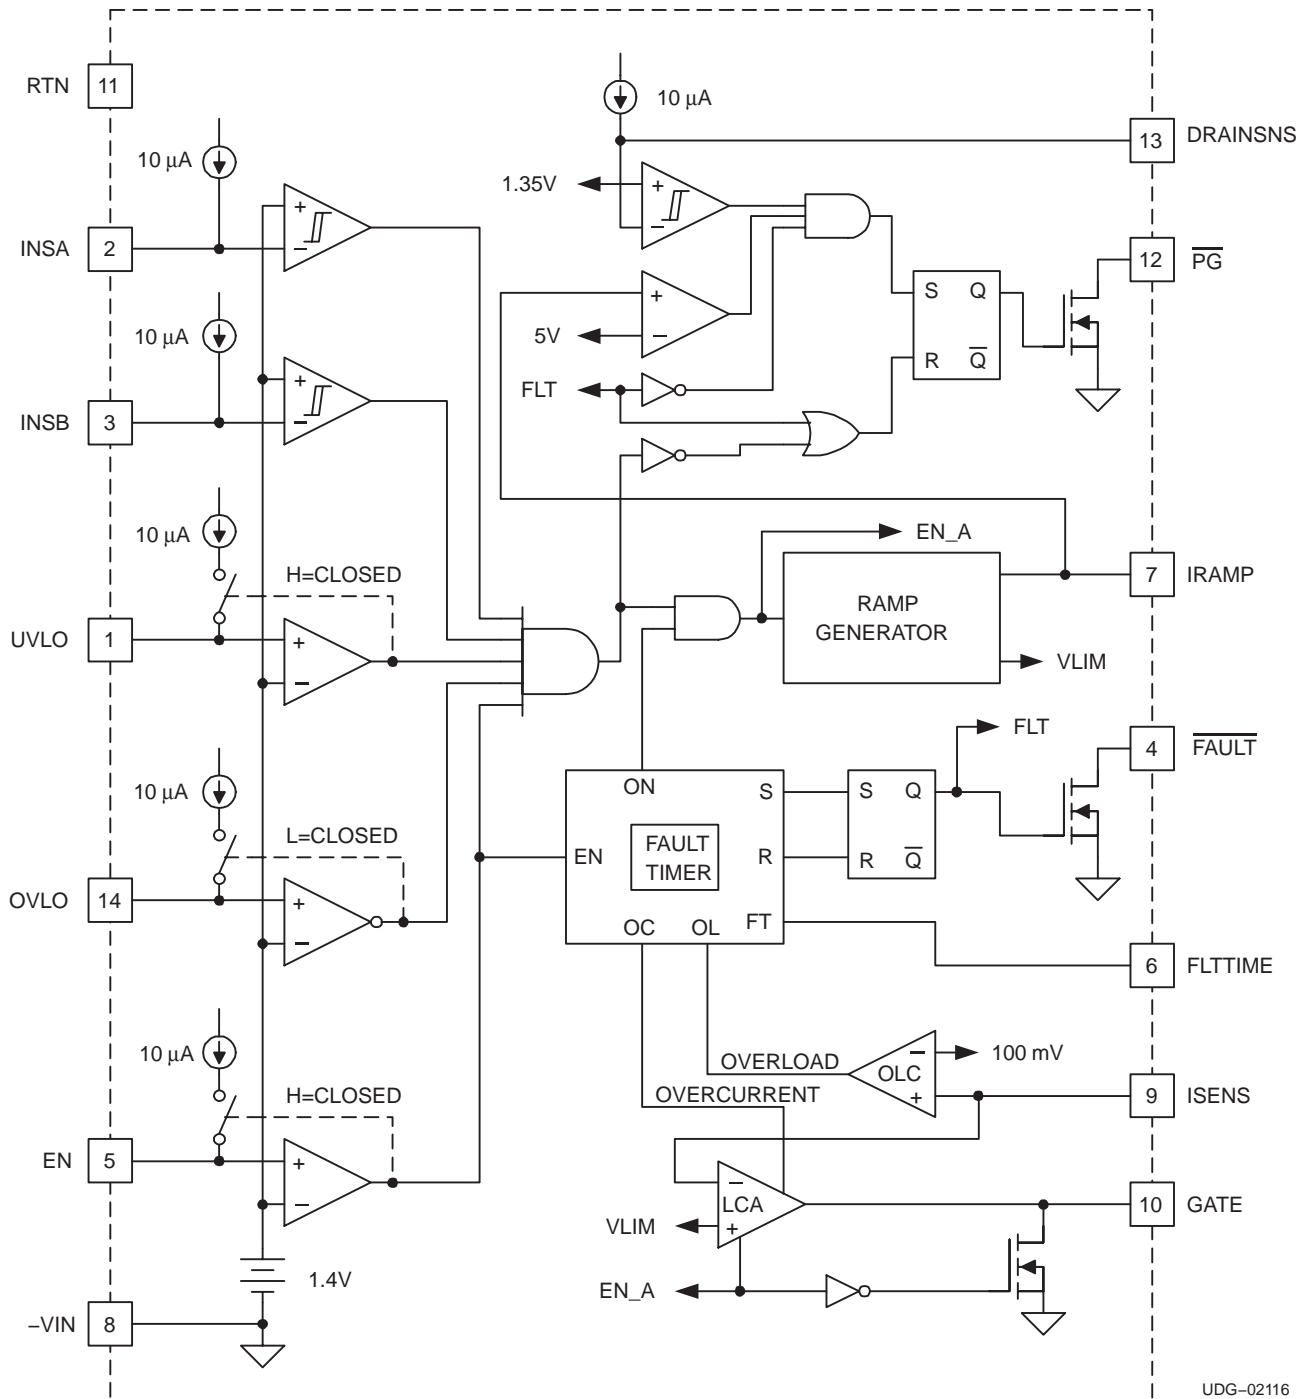 RTN 11
10 μA
10 μA
13 DRAINSNS
1.35V
+
−
+
−
INSA 2
12 P̅G̅
+
−
S Q
R Q̅
5V
10 μA
FLT
+
−
INSB 3
10 μA
EN_A
H=CLOSED
RAMP
GENERATOR
7 IRAMP
UVLO 1
+
−
VLIM
FLT
4 F̅A̅U̅L̅T̅
ON
S
S Q
10 μA
L=CLOSED
FAULT
TIMER
EN
R
R Q̅
OVLO 14
+
−
OC OL FT
6 FLTTIME
10 μA
OVERLOAD
−
OLC
+
100 mV
H=CLOSED
OVERCURRENT
9 ISENS
EN 5
+
−
−
LCA
+
10 GATE
VLIM
1.4V
EN_A
–VIN 8
UDG–02116